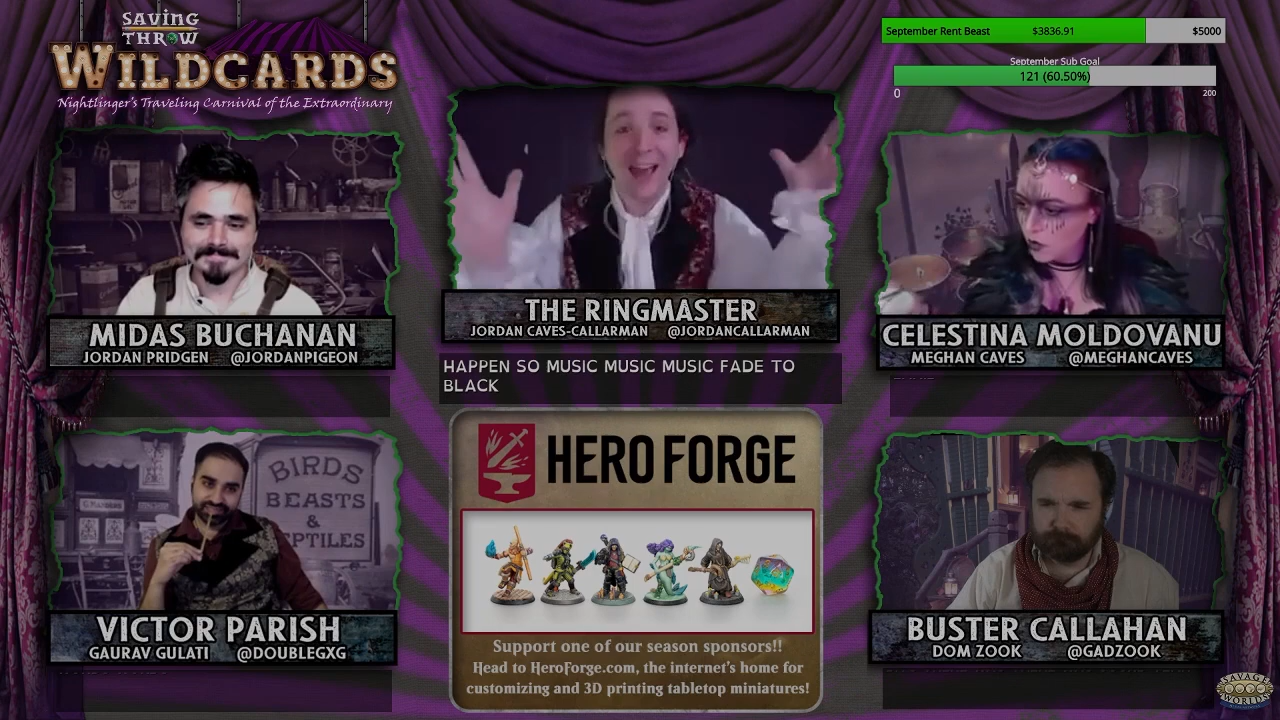 SAVING
THROW
WILDCARDS
Nightlinger's Traveling Carnival of the Extraordinary
September Rent Beast $3836.91 $5000
September Sub Goal
121 (60.50%)
0 200
MIDAS BUCHANAN
JORDAN PRIDGEN @JORDANPIGEON
THE RINGMASTER
JORDAN CAVES-CALLARMAN @JORDANCALLARMAN
CELESTINA MOLDOVANU
MEGHAN CAVES @MEGHANCAVES
HAPPEN SO MUSIC MUSIC MUSIC FADE TO
BLACK
HERO FORGE
BIRDS
BEASTS
&
REPTILES
VICTOR PARISH
GAURAV GULATI @DOUBLEGXG
Support one of our season sponsors!!
Head to HeroForge.com, the internet's home for
customizing and 3D printing tabletop miniatures!
BUSTER CALLAHAN
DOM ZOOK @GADZOOK
SAVAGE
WORLDS